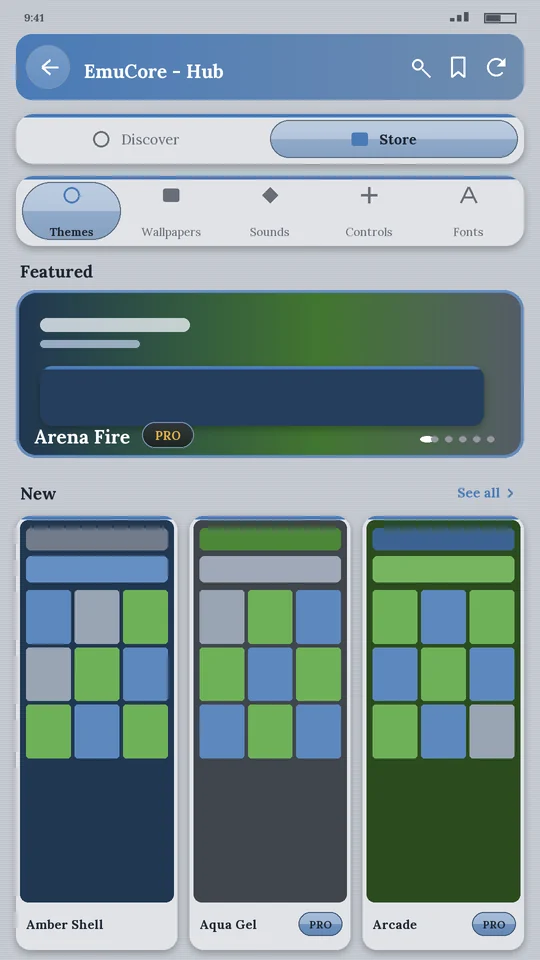 9:41
EmuCore - Hub
Discover
Store
Themes
Wallpapers
Sounds
Controls
Fonts
Featured
Arena Fire
PRO
New
See all
Amber Shell
Aqua Gel
PRO
Arcade
PRO